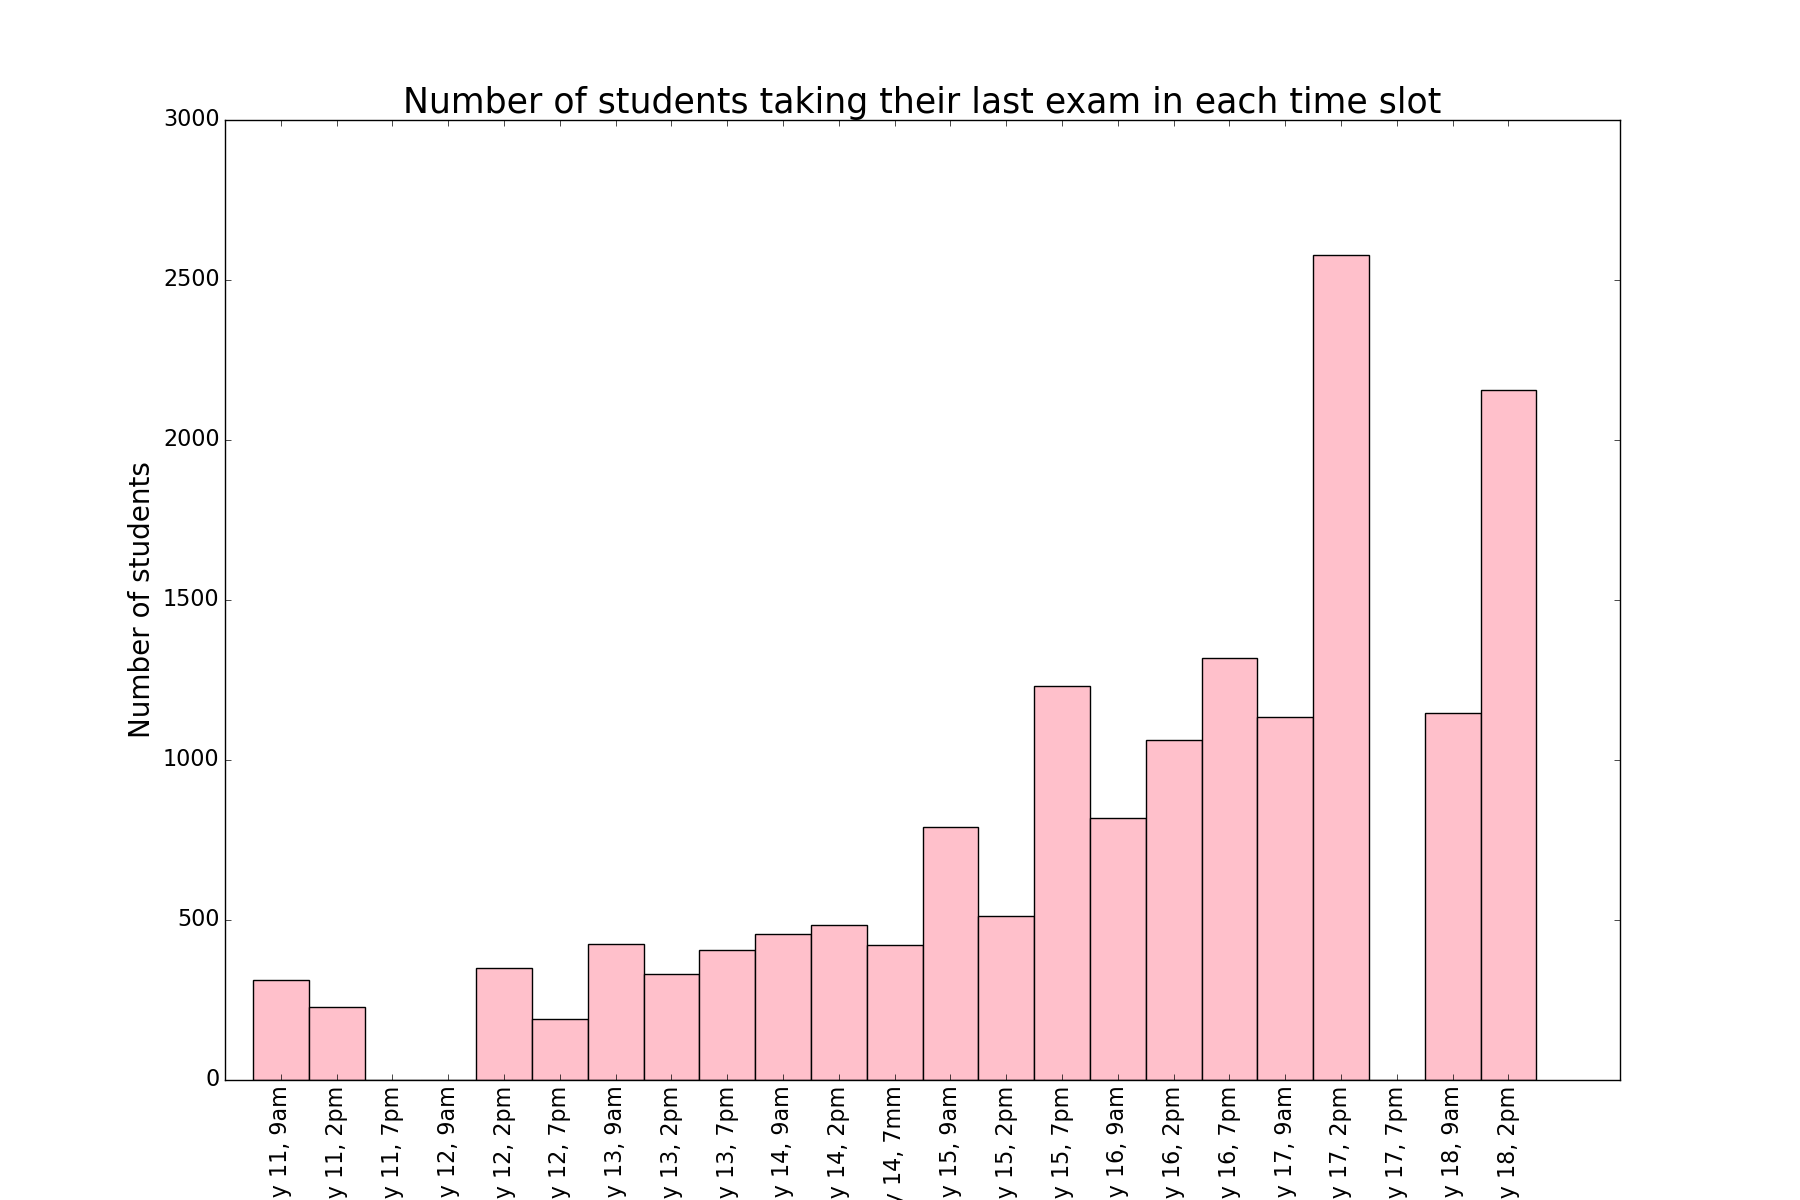 Number of students taking their last exam in each time slot
Number of students
3000
2500
2000
1500
1000
500
0
y 11, 9am
y 11, 2pm
y 11, 7pm
y 12, 9am
y 12, 2pm
y 12, 7pm
y 13, 9am
y 13, 2pm
y 13, 7pm
y 14, 9am
y 14, 2pm
y 14, 7mm
y 15, 9am
y 15, 2pm
y 15, 7pm
y 16, 9am
y 16, 2pm
y 16, 7pm
y 17, 9am
y 17, 2pm
y 17, 7pm
y 18, 9am
y 18, 2pm